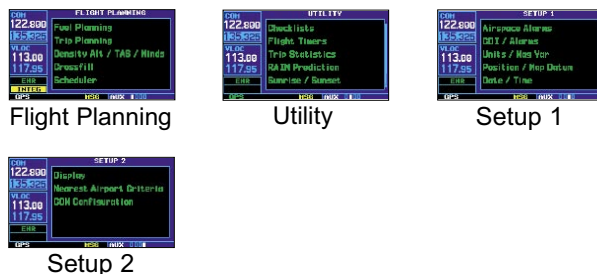 FLIGHT PLANNING
COM
122.800
135.325
VLOC
113.00
117.95
ENR
INTEG
GPS
Fuel Planning
Trip Planning
Density Alt / TAS / Winds
Crossfill
Scheduler
MSG AUX
Flight Planning
UTILITY
COM
122.800
135.325
VLOC
113.00
117.95
ENR
GPS
Checklists
Flight Timers
Trip Statistics
RAIM Prediction
Sunrise / Sunset
MSG AUX
Utility
SETUP 1
COM
122.800
135.325
VLOC
113.00
117.95
ENR
GPS
Airspace Alarms
CDI / Alarms
Units / Mag Var
Position / Map Datum
Date / Time
MSG AUX
Setup 1
SETUP 2
COM
122.800
135.325
VLOC
113.00
117.95
ENR
GPS
Display
Nearest Airport Criteria
COM Configuration
MSG AUX
Setup 2